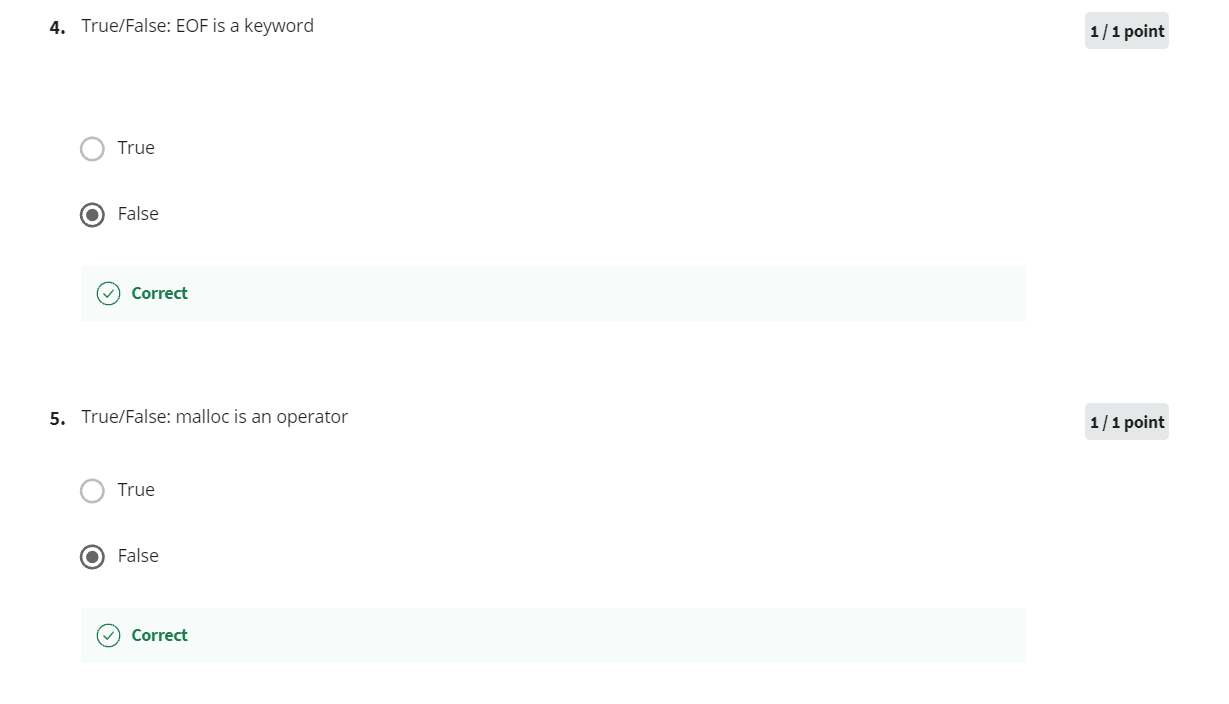 4. True/False: EOF is a keyword
1 / 1 point
True
False
Correct
5. True/False: malloc is an operator
1 / 1 point
True
False
Correct